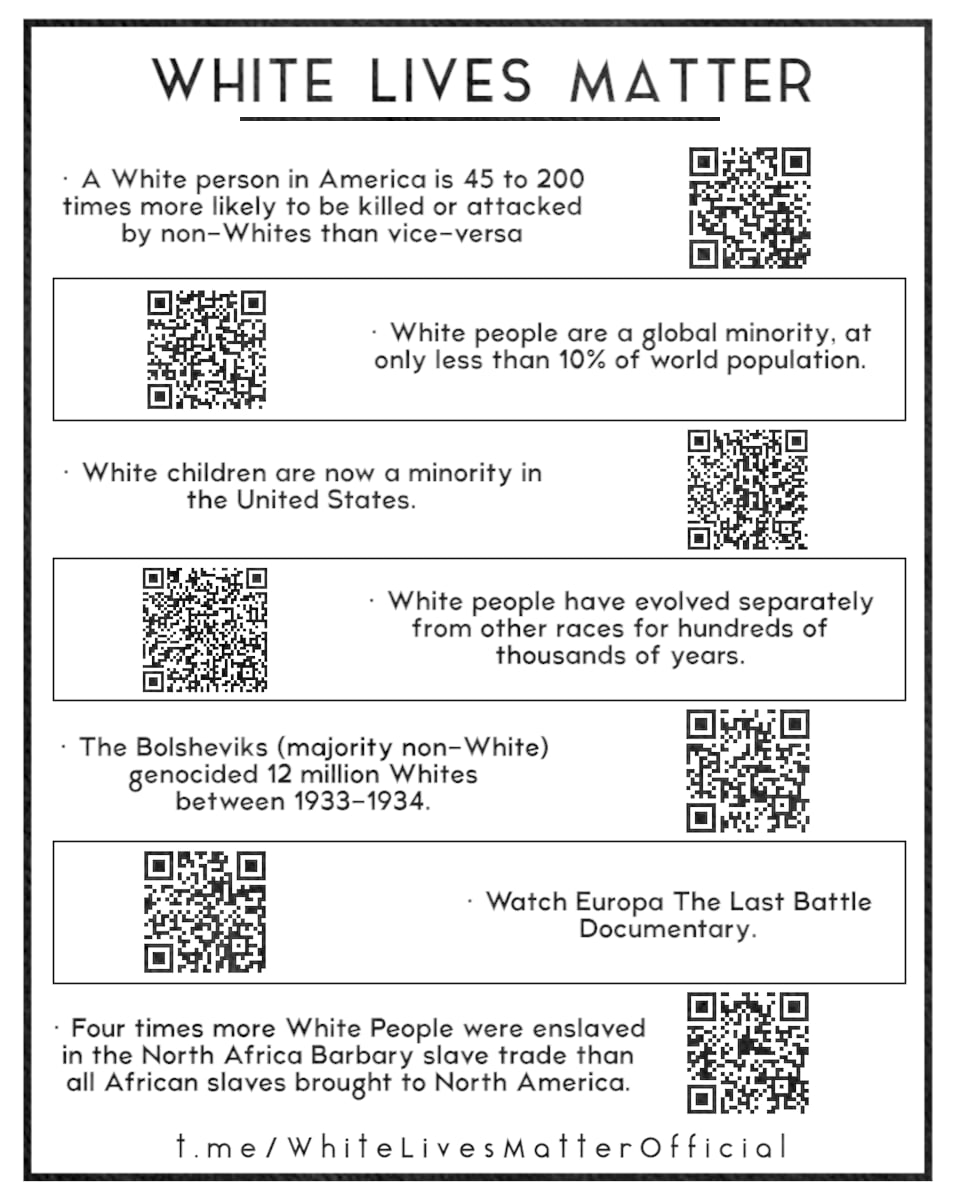 WHITE LIVES MATTER
· A White person in America is 45 to 200
times more likely to be killed or attacked
by non-Whites than vice-versa
· White people are a global minority, at
only less than 10% of world population.
· White children are now a minority in
the United States.
· White people have evolved separately
from other races for hundreds of
thousands of years.
· The Bolsheviks (majority non-White)
genocided 12 million Whites
between 1933-1934.
· Watch Europa The Last Battle
Documentary.
· Four times more White People were enslaved
in the North Africa Barbary slave trade than
all African slaves brought to North America.
t.me/WhiteLivesMatterOfficial